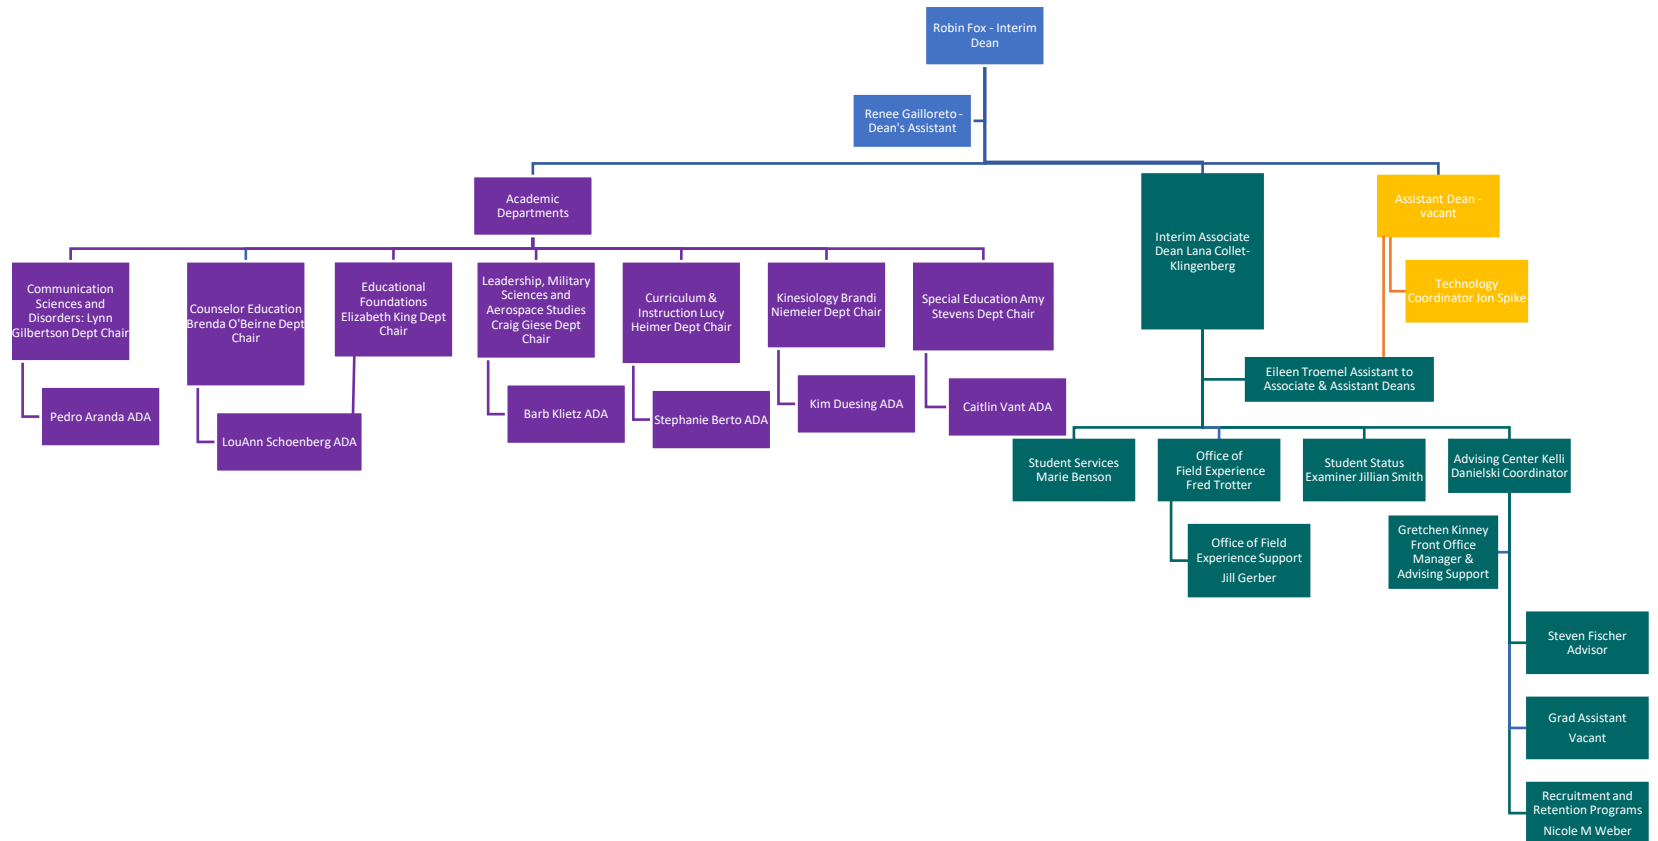 Robin Fox - Interim
Dean
Renee Gailloreto -
Dean's Assistant
Academic
Departments
Interim Associate
Dean Lana Collet-
Klingenberg
Assistant Dean -
vacant
Technology
Coordinator Jon Spike
Communication
Sciences and
Disorders: Lynn
Gilbertson Dept Chair
Counselor Education
Brenda O'Beirne Dept
Chair
Educational
Foundations
Elizabeth King Dept
Chair
Leadership, Military
Sciences and
Aerospace Studies
Craig Giese Dept
Chair
Curriculum &
Instruction Lucy
Heimer Dept Chair
Kinesiology Brandi
Niemeier Dept Chair
Special Education Amy
Stevens Dept Chair
Eileen Troemel Assistant to
Associate & Assistant Deans
Pedro Aranda ADA
LouAnn Schoenberg ADA
Barb Klietz ADA
Stephanie Berto ADA
Kim Duesing ADA
Caitlin Vant ADA
Student Services
Marie Benson
Office of
Field Experience
Fred Trotter
Student Status
Examiner Jillian Smith
Advising Center Kelli
Danielski Coordinator
Office of Field
Experience Support
Jill Gerber
Gretchen Kinney
Front Office
Manager &
Advising Support
Steven Fischer
Advisor
Grad Assistant
Vacant
Recruitment and
Retention Programs
Nicole M Weber